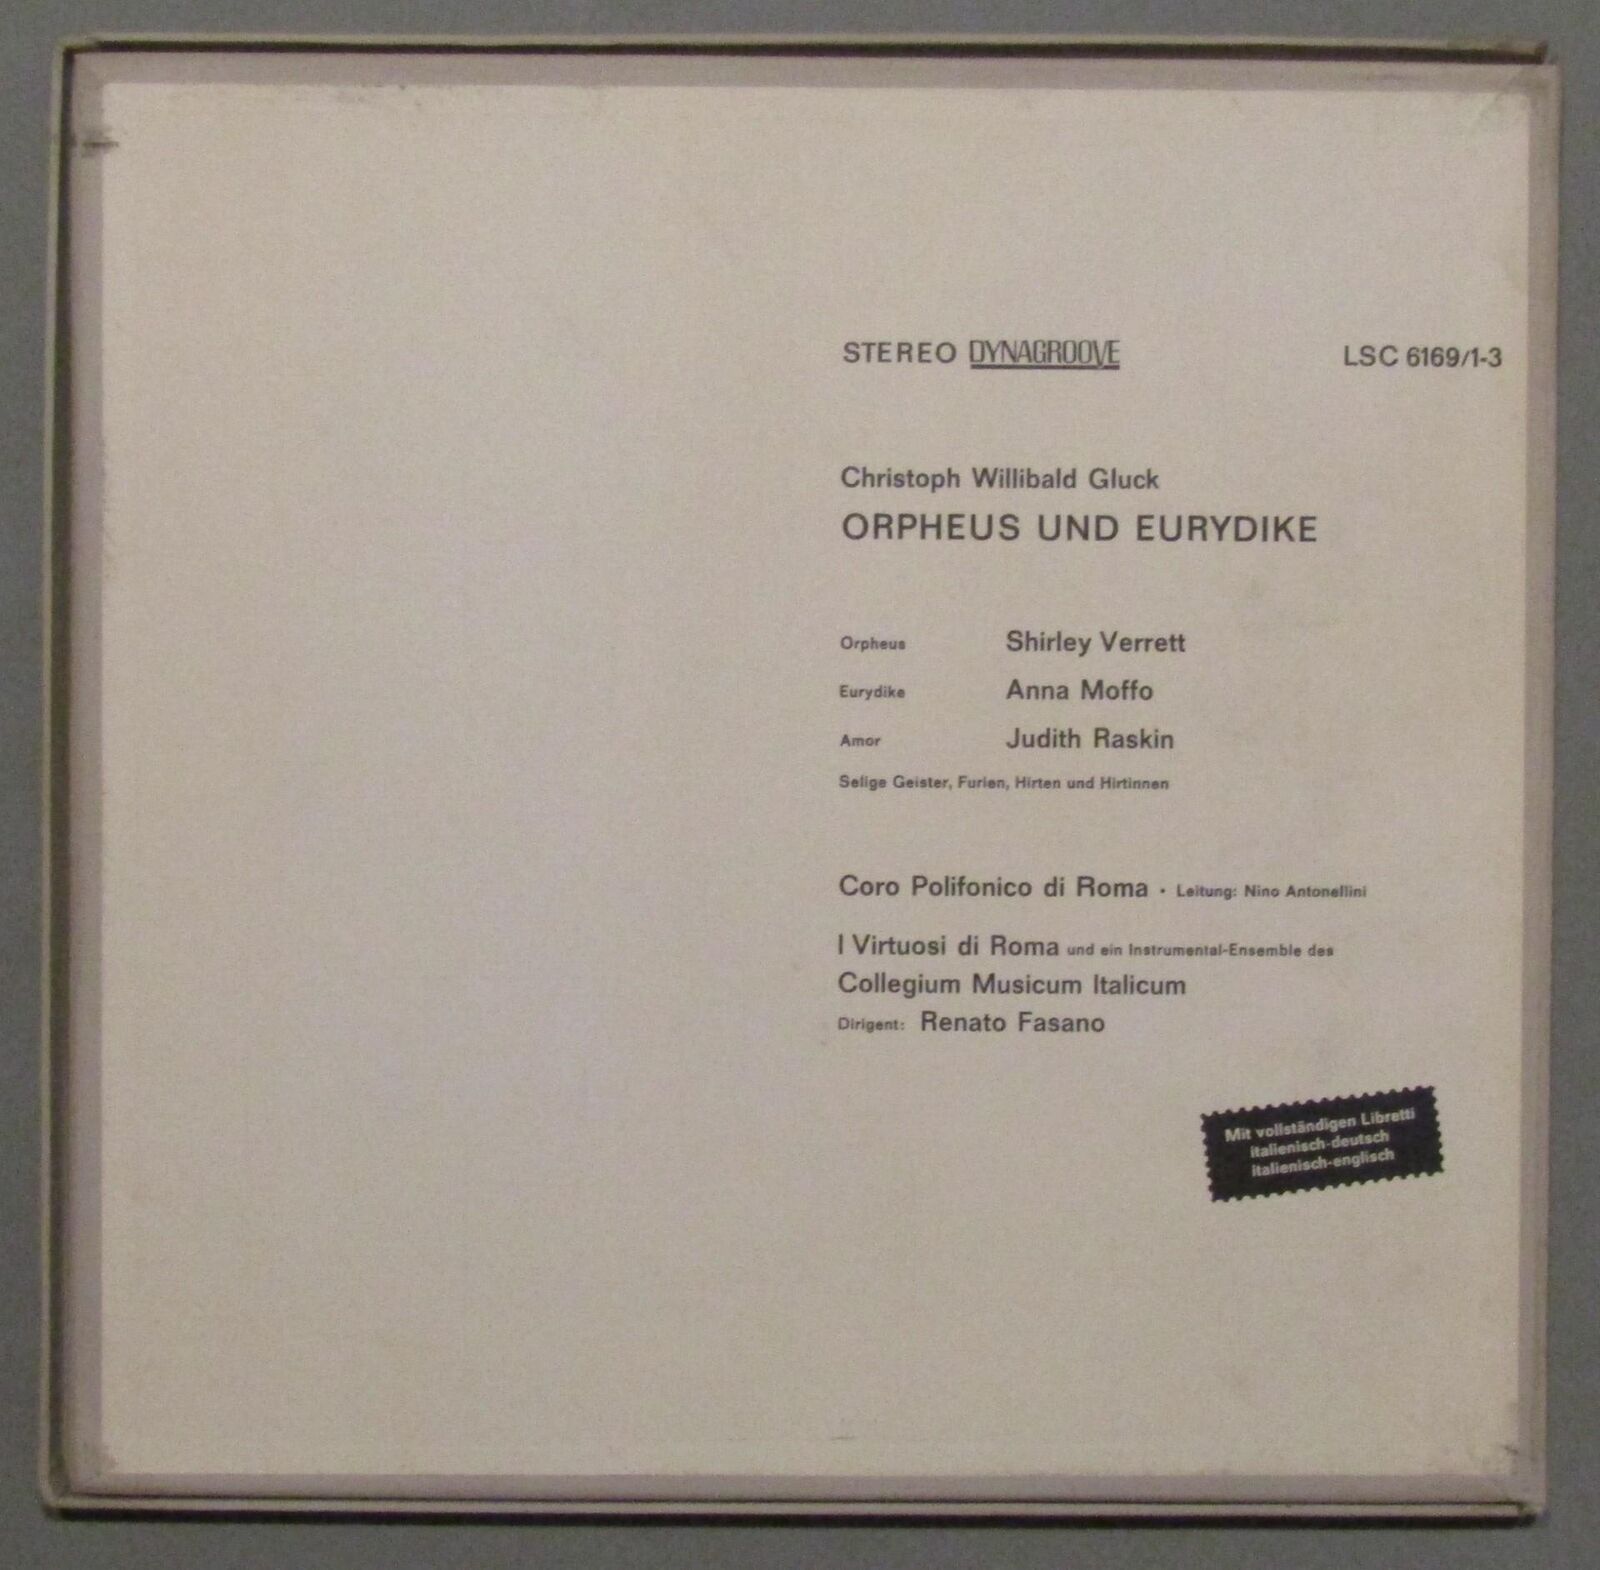 STEREO DYNAGROOVE LSC 6169/1-3
Christoph Willibald Gluck
ORPHEUS UND EURYDIKE
Orpheus Shirley Verrett
Eurydike Anna Moffo
Amor Judith Raskin
Selige Geister, Furien, Hirten und Hirtinnen
Coro Polifonico di Roma · Leitung: Nino Antonellini
I Virtuosi di Roma und ein Instrumental-Ensemble des
Collegium Musicum Italicum
Dirigent: Renato Fasano
Mit vollständigen Libretti
italienisch-deutsch
italienisch-englisch